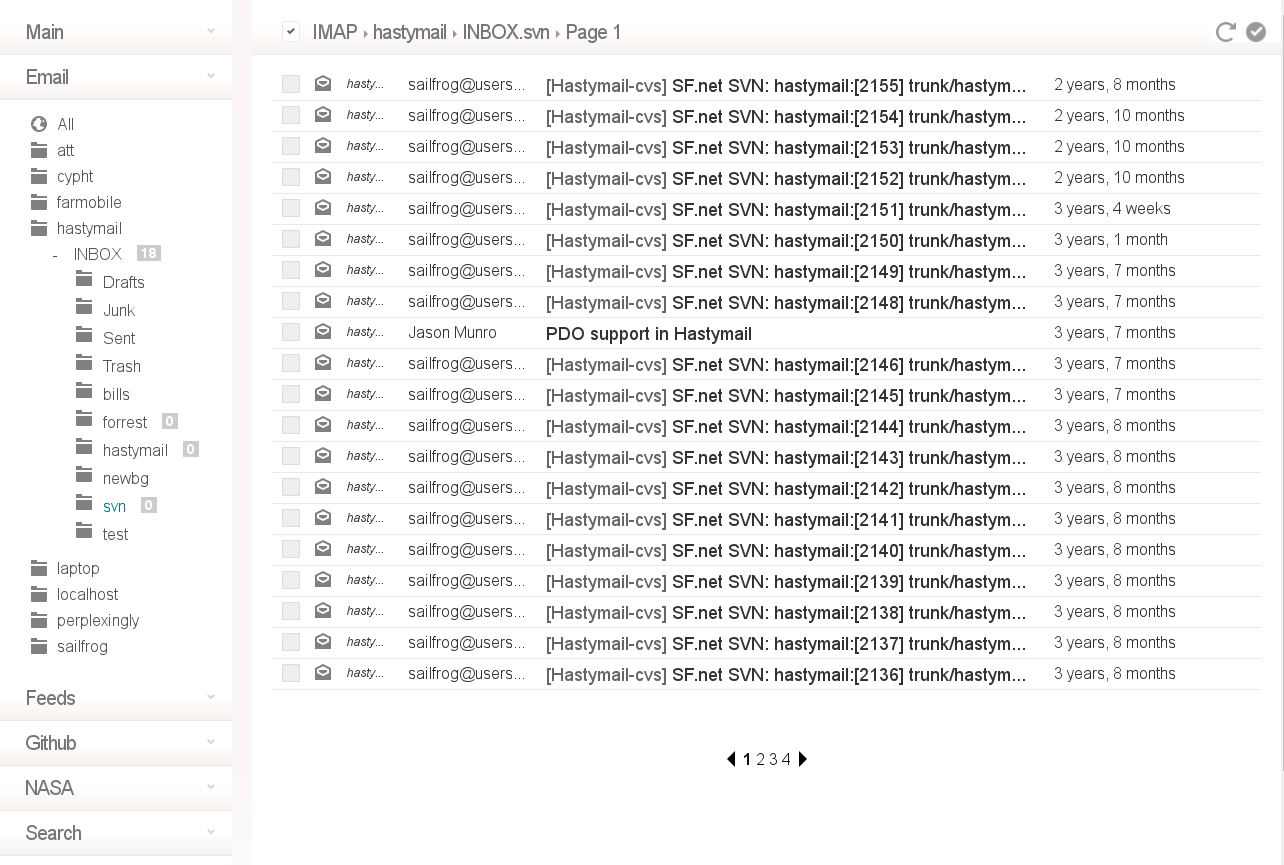 Main
Email
All
att
cypht
farmobile
hastymail
- INBOX 18
Drafts
Junk
Sent
Trash
bills
forrest 0
hastymail 0
newbg
svn 0
test
laptop
localhost
perplexingly
sailfrog
Feeds
Github
NASA
Search
IMAP › hastymail › INBOX.svn › Page 1
hasty... sailfrog@users... [Hastymail-cvs] SF.net SVN: hastymail:[2155] trunk/hastym... 2 years, 8 months
hasty... sailfrog@users... [Hastymail-cvs] SF.net SVN: hastymail:[2154] trunk/hastym... 2 years, 10 months
hasty... sailfrog@users... [Hastymail-cvs] SF.net SVN: hastymail:[2153] trunk/hastym... 2 years, 10 months
hasty... sailfrog@users... [Hastymail-cvs] SF.net SVN: hastymail:[2152] trunk/hastym... 2 years, 10 months
hasty... sailfrog@users... [Hastymail-cvs] SF.net SVN: hastymail:[2151] trunk/hastym... 3 years, 4 weeks
hasty... sailfrog@users... [Hastymail-cvs] SF.net SVN: hastymail:[2150] trunk/hastym... 3 years, 1 month
hasty... sailfrog@users... [Hastymail-cvs] SF.net SVN: hastymail:[2149] trunk/hastym... 3 years, 7 months
hasty... sailfrog@users... [Hastymail-cvs] SF.net SVN: hastymail:[2148] trunk/hastym... 3 years, 7 months
hasty... Jason Munro PDO support in Hastymail 3 years, 7 months
hasty... sailfrog@users... [Hastymail-cvs] SF.net SVN: hastymail:[2146] trunk/hastym... 3 years, 7 months
hasty... sailfrog@users... [Hastymail-cvs] SF.net SVN: hastymail:[2145] trunk/hastym... 3 years, 7 months
hasty... sailfrog@users... [Hastymail-cvs] SF.net SVN: hastymail:[2144] trunk/hastym... 3 years, 8 months
hasty... sailfrog@users... [Hastymail-cvs] SF.net SVN: hastymail:[2143] trunk/hastym... 3 years, 8 months
hasty... sailfrog@users... [Hastymail-cvs] SF.net SVN: hastymail:[2142] trunk/hastym... 3 years, 8 months
hasty... sailfrog@users... [Hastymail-cvs] SF.net SVN: hastymail:[2141] trunk/hastym... 3 years, 8 months
hasty... sailfrog@users... [Hastymail-cvs] SF.net SVN: hastymail:[2140] trunk/hastym... 3 years, 8 months
hasty... sailfrog@users... [Hastymail-cvs] SF.net SVN: hastymail:[2139] trunk/hastym... 3 years, 8 months
hasty... sailfrog@users... [Hastymail-cvs] SF.net SVN: hastymail:[2138] trunk/hastym... 3 years, 8 months
hasty... sailfrog@users... [Hastymail-cvs] SF.net SVN: hastymail:[2137] trunk/hastym... 3 years, 8 months
hasty... sailfrog@users... [Hastymail-cvs] SF.net SVN: hastymail:[2136] trunk/hastym... 3 years, 8 months
1 2 3 4